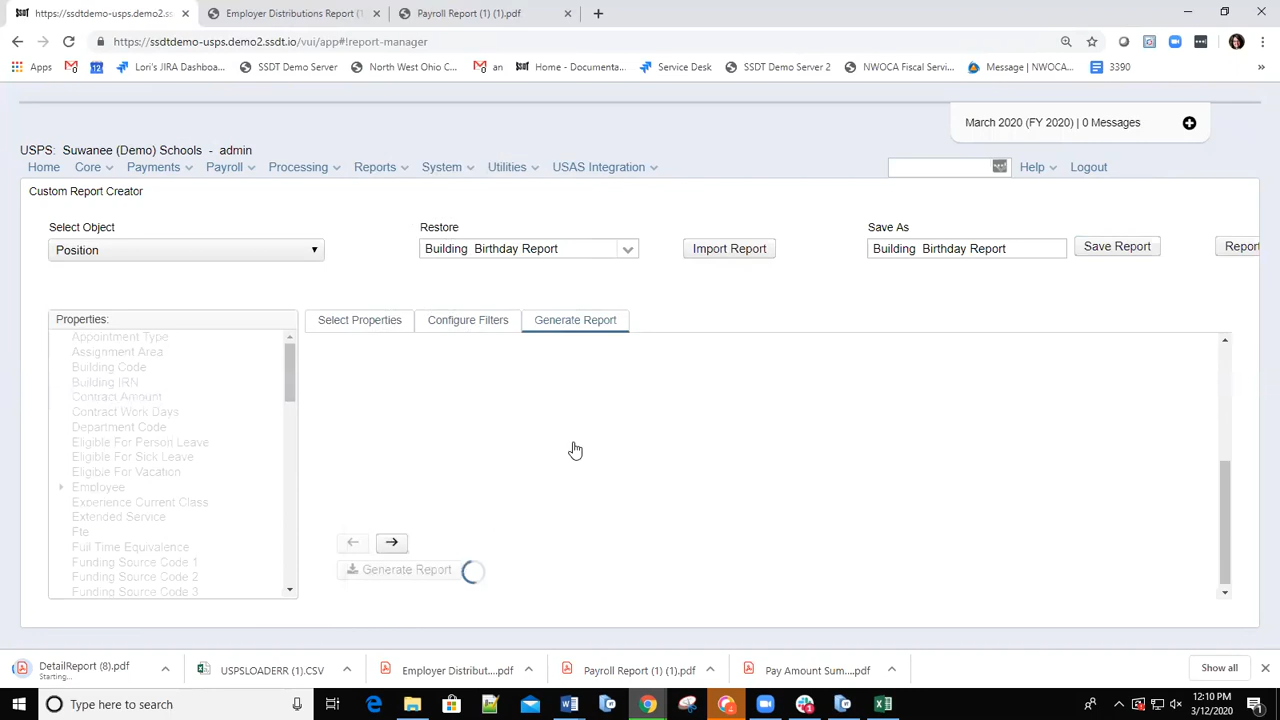 https://ssdtdemo-usps.demo2.ss
Employer Distributions Report (1
Payroll Report (1) (1).pdf
https://ssdtdemo-usps.demo2.ssdt.io/vui/app#!report-manager
Apps
Lori's JIRA Dashboa...
SSDT Demo Server
North West Ohio C...
an
Home - Documenta...
Service Desk
SSDT Demo Server 2
NWOCA Fiscal Servi...
Message | NWOCA...
3390
March 2020 (FY 2020) | 0 Messages
USPS: Suwanee (Demo) Schools - admin
Home Core Payments Payroll Processing Reports System Utilities USAS Integration Help Logout
Custom Report Creator
Select Object Restore Save As
Position Building Birthday Report Import Report Building Birthday Report Save Report Report
Properties: Select Properties Configure Filters Generate Report
Appointment Type
Assignment Area
Building Code
Building IRN
Contract Amount
Contract Work Days
Department Code
Eligible For Person Leave
Eligible For Sick Leave
Eligible For Vacation
Employee
Experience Current Class
Extended Service
Fte
Full Time Equivalence
Funding Source Code 1
Funding Source Code 2
Funding Source Code 3
Generate Report
DetailReport (8).pdf
Starting...
USPSLOADERR (1).CSV
Employer Distribut....pdf
Payroll Report (1) (1).pdf
Pay Amount Sum....pdf
Show all
Type here to search
12:10 PM
3/12/2020